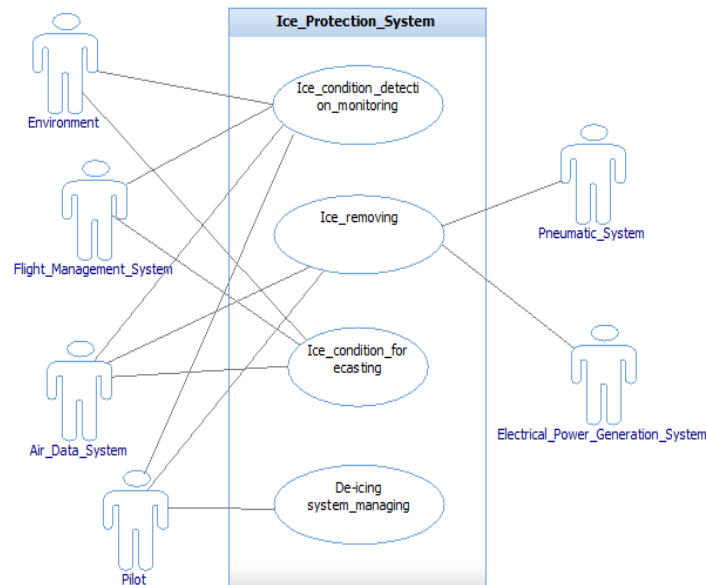 Ice_Protection_System
Ice_condition_detecti
on_monitoring
Environment
Ice_removing
Pneumatic_System
Flight_Management_System
Ice_condition_for
ecasting
Air_Data_System
Electrical_Power_Generation_System
De-icing
system_managing
Pilot